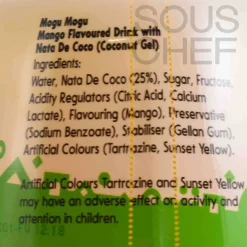 SOUS
CHEF
Mogu Mogu
Mango Flavoured Drink with
Nata De Coco (Coconut Gel)
Ingredients:
Water, Nata De Coco (25%), Sugar, Fructose,
Acidity Regulators (Citric Acid, Calcium
Lactate), Flavouring (Mango), Preservative
(Sodium Benzoate), Stabiliser (Gellan Gum),
Artificial Colours (Tartrazine, Sunset Yellow).
Artificial Colours Tartrazine and Sunset Yellow
may have an adverse effect on activity and
attention in children.